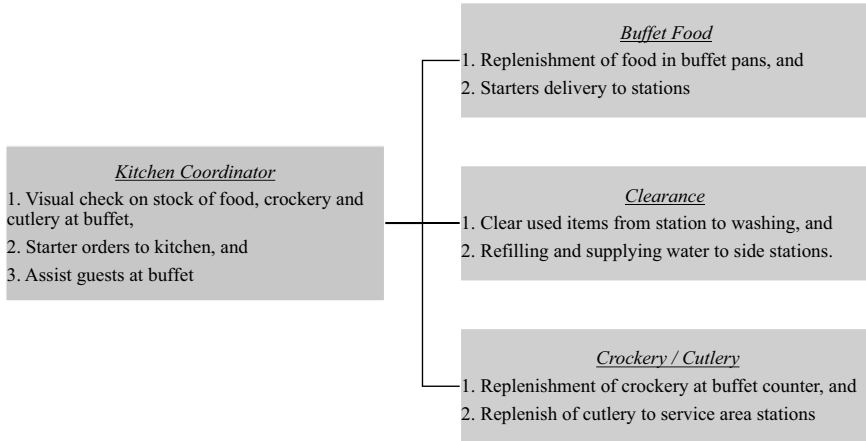 Kitchen Coordinator
1. Visual check on stock of food, crockery and
cutlery at buffet,
2. Starter orders to kitchen, and
3. Assist guests at buffet
Buffet Food
1. Replenishment of food in buffet pans, and
2. Starters delivery to stations
Clearance
1. Clear used items from station to washing, and
2. Refilling and supplying water to side stations.
Crockery / Cutlery
1. Replenishment of crockery at buffet counter, and
2. Replenish of cutlery to service area stations